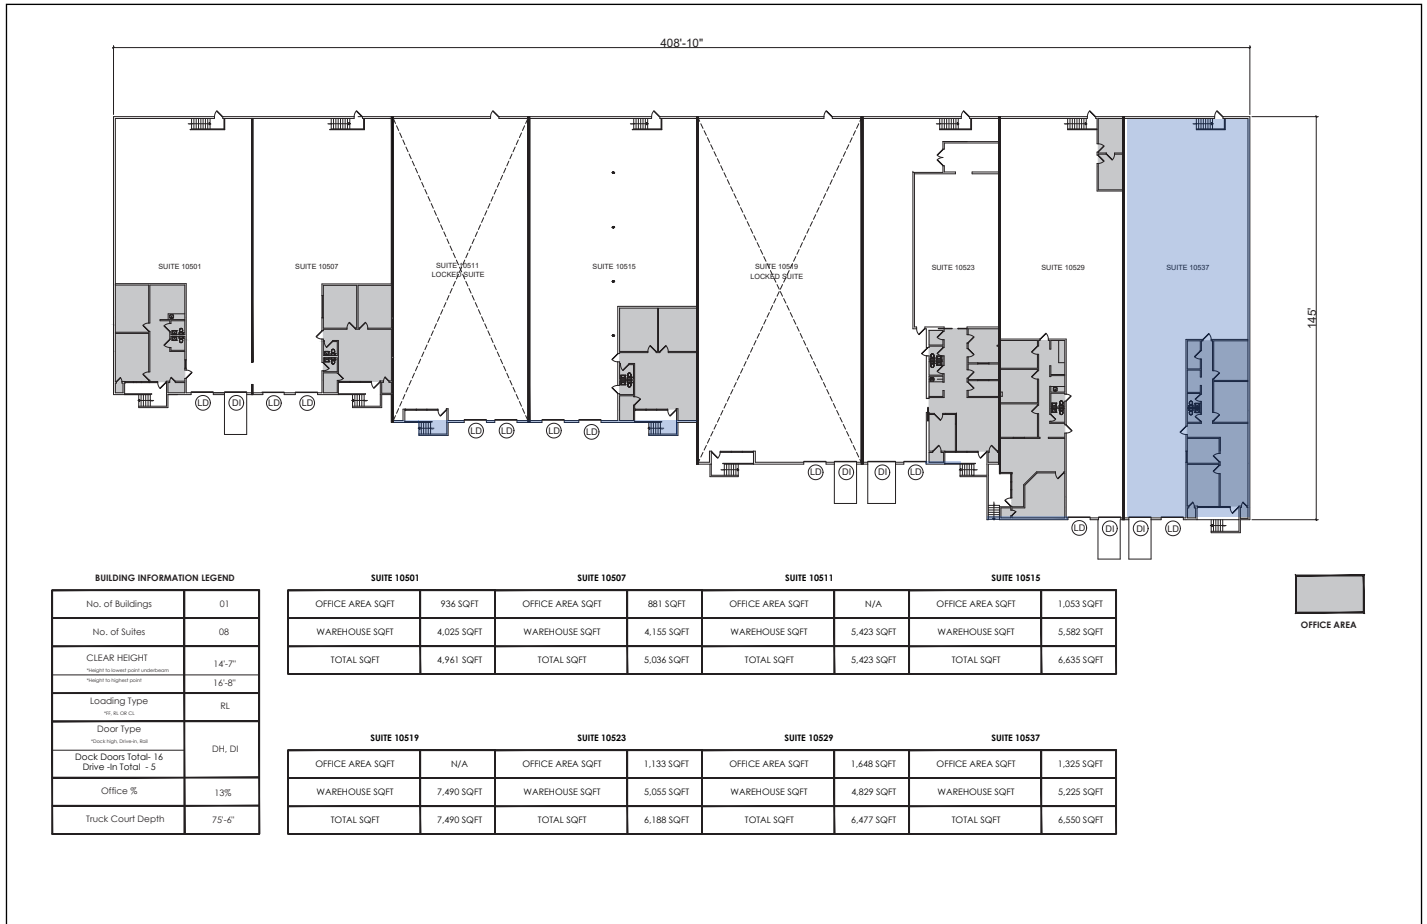 408'-10"
145'
SUITE 10501
SUITE 10507
SUITE 10511
LOCKED SUITE
SUITE 10515
SUITE 10519
LOCKED SUITE
SUITE 10523
SUITE 10529
SUITE 10537
LD
DI
LD
LD
LD
LD
LD
LD
LD
DI
DI
LD
LD
DI
DI
LD
BUILDING INFORMATION LEGEND
No. of Buildings 01
No. of Suites 08
CLEAR HEIGHT
*Height to lowest point underbeam
14'-7"
*Height to highest point
16'-8"
Loading Type
*FF, RL OR CL
RL
Door Type
*Dock high, Drive-in, Rail
Dock Doors Total- 16
Drive -In Total - 5
DH, DI
Office % 13%
Truck Court Depth 75'-6"
SUITE 10501 SUITE 10507 SUITE 10511 SUITE 10515
OFFICE AREA SQFT 936 SQFT OFFICE AREA SQFT 881 SQFT OFFICE AREA SQFT N/A OFFICE AREA SQFT 1,053 SQFT
WAREHOUSE SQFT 4,025 SQFT WAREHOUSE SQFT 4,155 SQFT WAREHOUSE SQFT 5,423 SQFT WAREHOUSE SQFT 5,582 SQFT
TOTAL SQFT 4,961 SQFT TOTAL SQFT 5,036 SQFT TOTAL SQFT 5,423 SQFT TOTAL SQFT 6,635 SQFT
SUITE 10519 SUITE 10523 SUITE 10529 SUITE 10537
OFFICE AREA SQFT N/A OFFICE AREA SQFT 1,133 SQFT OFFICE AREA SQFT 1,648 SQFT OFFICE AREA SQFT 1,325 SQFT
WAREHOUSE SQFT 7,490 SQFT WAREHOUSE SQFT 5,055 SQFT WAREHOUSE SQFT 4,829 SQFT WAREHOUSE SQFT 5,225 SQFT
TOTAL SQFT 7,490 SQFT TOTAL SQFT 6,188 SQFT TOTAL SQFT 6,477 SQFT TOTAL SQFT 6,550 SQFT
OFFICE AREA